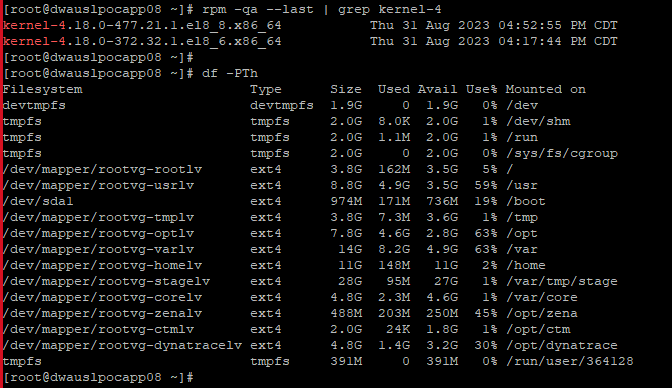 [root@dwauslpocapp08 ~]# rpm -qa --last | grep kernel-4
kernel-4.18.0-477.21.1.el8_8.x86_64 Thu 31 Aug 2023 04:52:55 PM CDT
kernel-4.18.0-372.32.1.el8_6.x86_64 Thu 31 Aug 2023 04:17:44 PM CDT
[root@dwauslpocapp08 ~]#
[root@dwauslpocapp08 ~]# df -PTh
Filesystem Type Size Used Avail Use% Mounted on
devtmpfs devtmpfs 1.9G 0 1.9G 0% /dev
tmpfs tmpfs 2.0G 8.0K 2.0G 1% /dev/shm
tmpfs tmpfs 2.0G 1.1M 2.0G 1% /run
tmpfs tmpfs 2.0G 0 2.0G 0% /sys/fs/cgroup
/dev/mapper/rootvg-rootlv ext4 3.8G 162M 3.5G 5% /
/dev/mapper/rootvg-usrlv ext4 8.8G 4.9G 3.5G 59% /usr
/dev/sda1 ext4 974M 171M 736M 19% /boot
/dev/mapper/rootvg-tmplv ext4 3.8G 7.3M 3.6G 1% /tmp
/dev/mapper/rootvg-optlv ext4 7.8G 4.6G 2.8G 63% /opt
/dev/mapper/rootvg-varlv ext4 14G 8.2G 4.9G 63% /var
/dev/mapper/rootvg-homelv ext4 11G 148M 11G 2% /home
/dev/mapper/rootvg-stagelv ext4 28G 95M 27G 1% /var/tmp/stage
/dev/mapper/rootvg-corelv ext4 4.8G 2.3M 4.6G 1% /var/core
/dev/mapper/rootvg-zenalv ext4 488M 203M 250M 45% /opt/zena
/dev/mapper/rootvg-ctmlv ext4 2.0G 24K 1.8G 1% /opt/ctm
/dev/mapper/rootvg-dynatracelv ext4 4.8G 1.4G 3.2G 30% /opt/dynatrace
tmpfs tmpfs 391M 0 391M 0% /run/user/364128
[root@dwauslpocapp08 ~]#